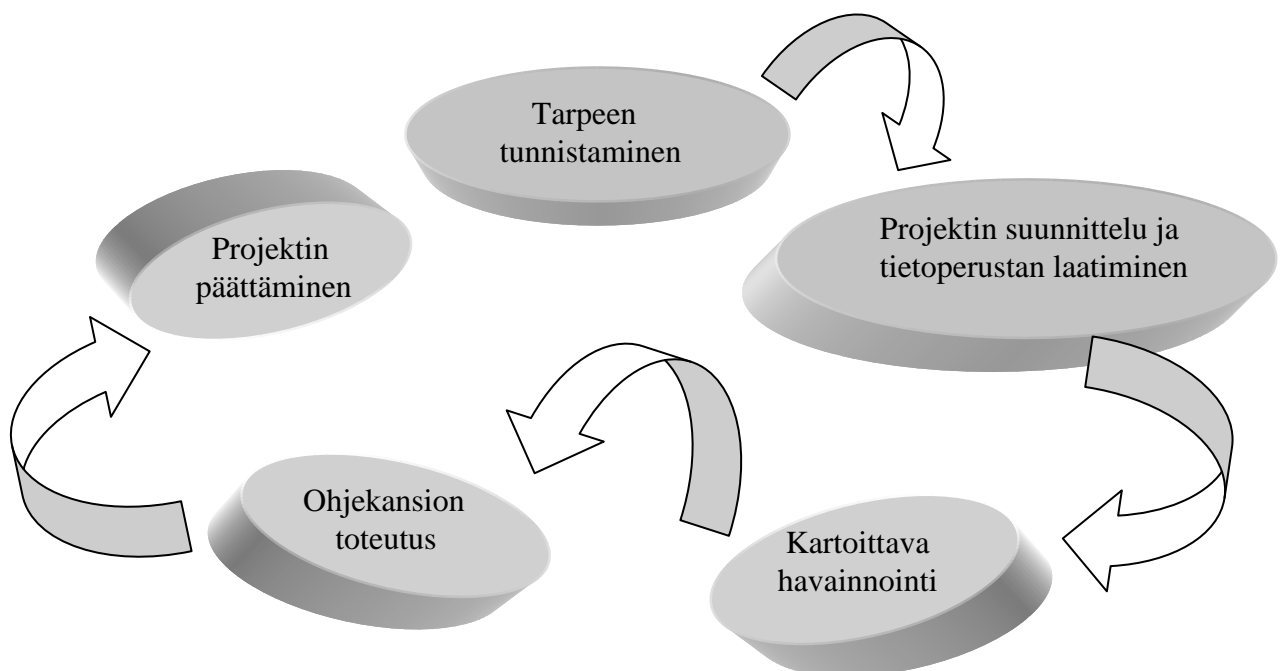 Tarpeen
tunnistaminen
Projektin suunnittelu ja
tietoperustan laatiminen
Kartoittava
havainnointi
Ohjekansion
toteutus
Projektin
päättäminen